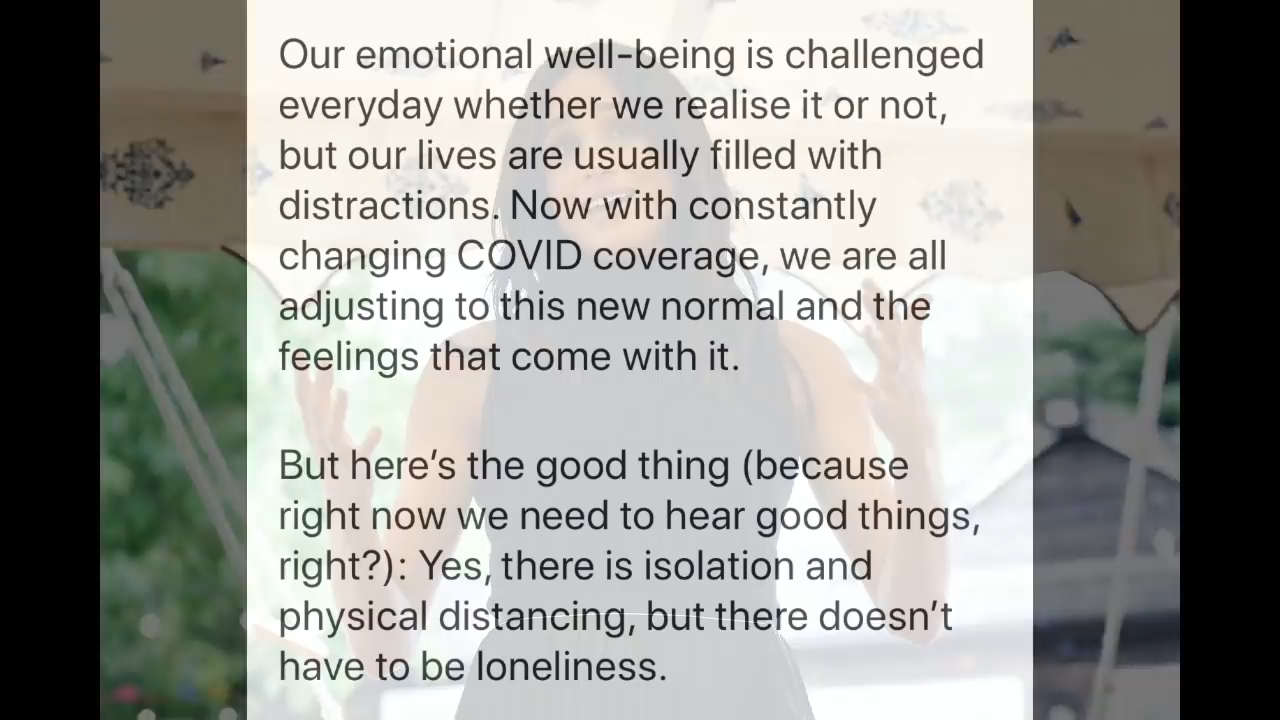 Our emotional well-being is challenged
everyday whether we realise it or not,
but our lives are usually filled with
distractions. Now with constantly
changing COVID coverage, we are all
adjusting to this new normal and the
feelings that come with it.
But here's the good thing (because
right now we need to hear good things,
right?): Yes, there is isolation and
physical distancing, but there doesn't
have to be loneliness.